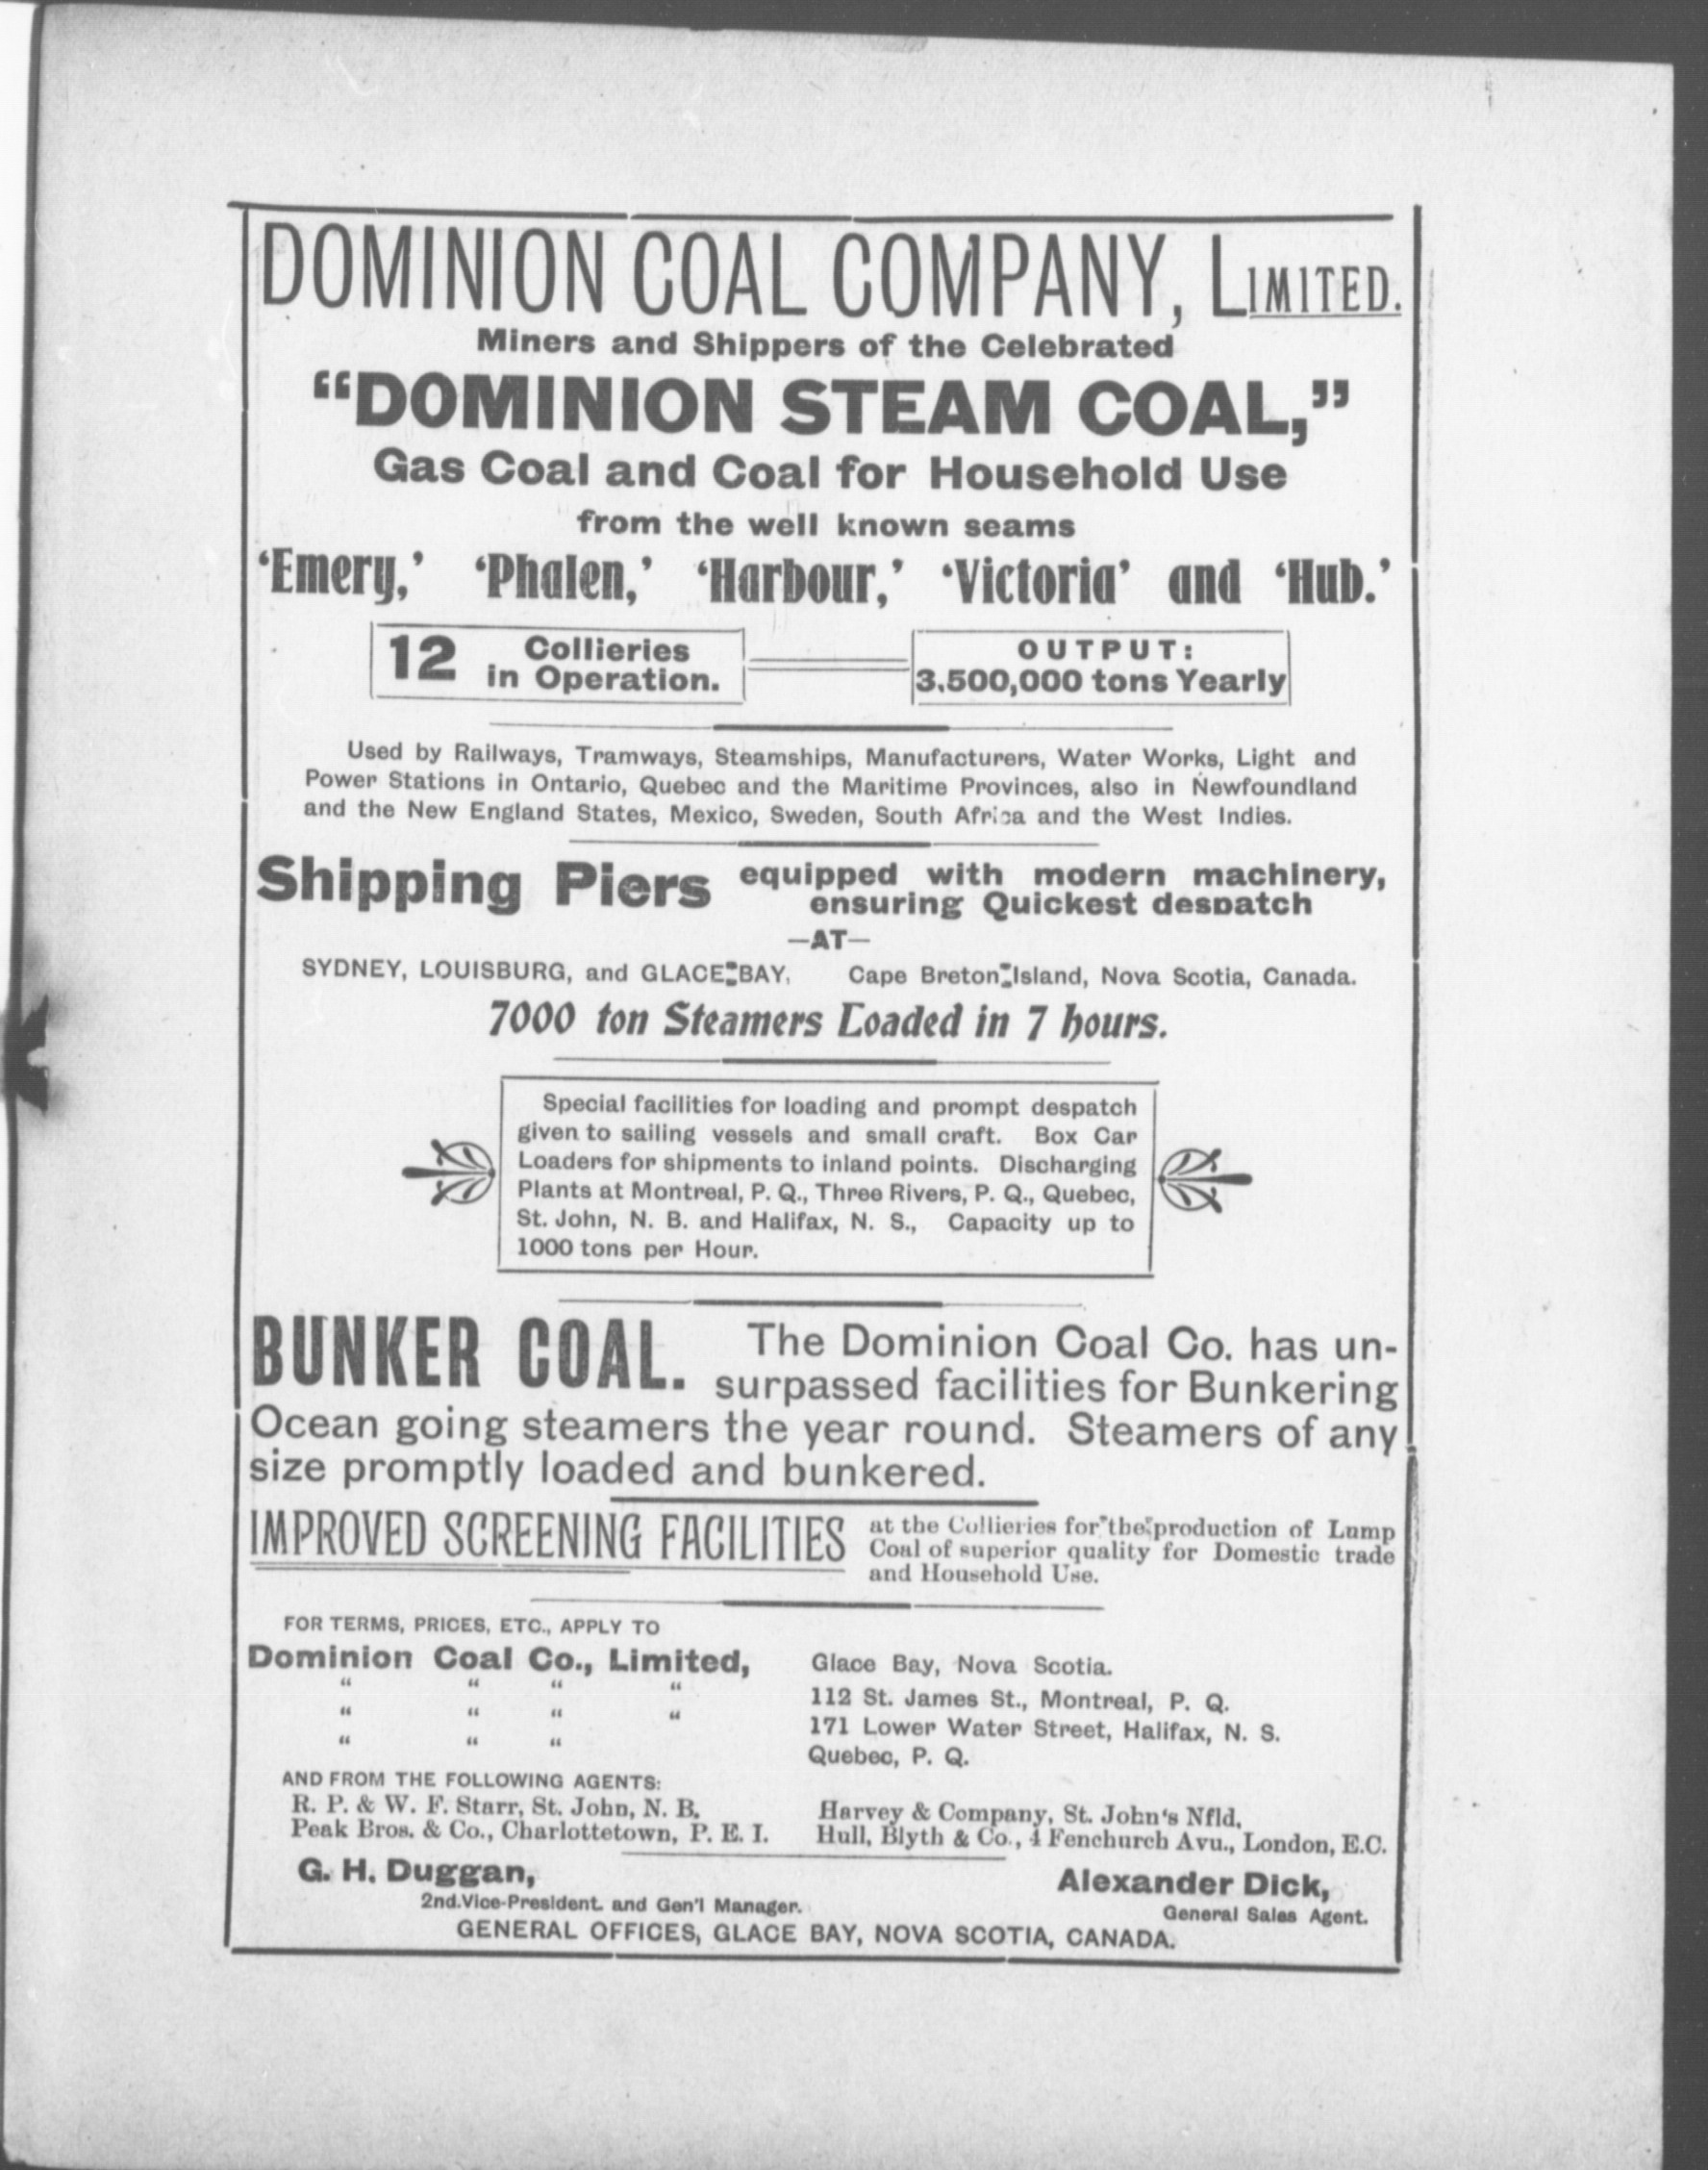 DOMINION COAL COMPANY, LIMITED.
Miners and Shippers of the Celebrated
“DOMINION STEAM COAL,”
Gas Coal and Coal for Household Use
from the well known seams
‘Emery,’ ‘Phalen,’ ‘Harbour,’ ‘Victoria’ and ‘Hub.’
12 Collieries
in Operation.
OUTPUT:
3,500,000 tons Yearly
Used by Railways, Tramways, Steamships, Manufacturers, Water Works, Light and
Power Stations in Ontario, Quebec and the Maritime Provinces, also in Newfoundland
and the New England States, Mexico, Sweden, South Africa and the West Indies.
Shipping Piers equipped with modern machinery,
ensuring Quickest despatch
—AT—
SYDNEY, LOUISBURG, and GLACE BAY, Cape Breton Island, Nova Scotia, Canada.
7000 ton Steamers Loaded in 7 hours.
Special facilities for loading and prompt despatch
given to sailing vessels and small craft. Box Car
Loaders for shipments to inland points. Discharging
Plants at Montreal, P. Q., Three Rivers, P. Q., Quebec,
St. John, N. B. and Halifax, N. S., Capacity up to
1000 tons per Hour.
BUNKER COAL. The Dominion Coal Co. has un-
surpassed facilities for Bunkering
Ocean going steamers the year round. Steamers of any
size promptly loaded and bunkered.
IMPROVED SCREENING FACILITIES at the Collieries for the production of Lump
Coal of superior quality for Domestic trade
and Household Use.
FOR TERMS, PRICES, ETC., APPLY TO
Dominion Coal Co., Limited, Glace Bay, Nova Scotia.
“ “ “ “ 112 St. James St., Montreal, P. Q.
“ “ “ “ 171 Lower Water Street, Halifax, N. S.
“ “ “ Quebec, P. Q.
AND FROM THE FOLLOWING AGENTS:
R. P. & W. F. Starr, St. John, N. B. Harvey & Company, St. John's Nfld,
Peak Bros. & Co., Charlottetown, P. E. I. Hull, Blyth & Co., 4 Fenchurch Avu., London, E.C.
G. H. Duggan, Alexander Dick,
2nd.Vice-President and Gen'l Manager. General Sales Agent.
GENERAL OFFICES, GLACE BAY, NOVA SCOTIA, CANADA.